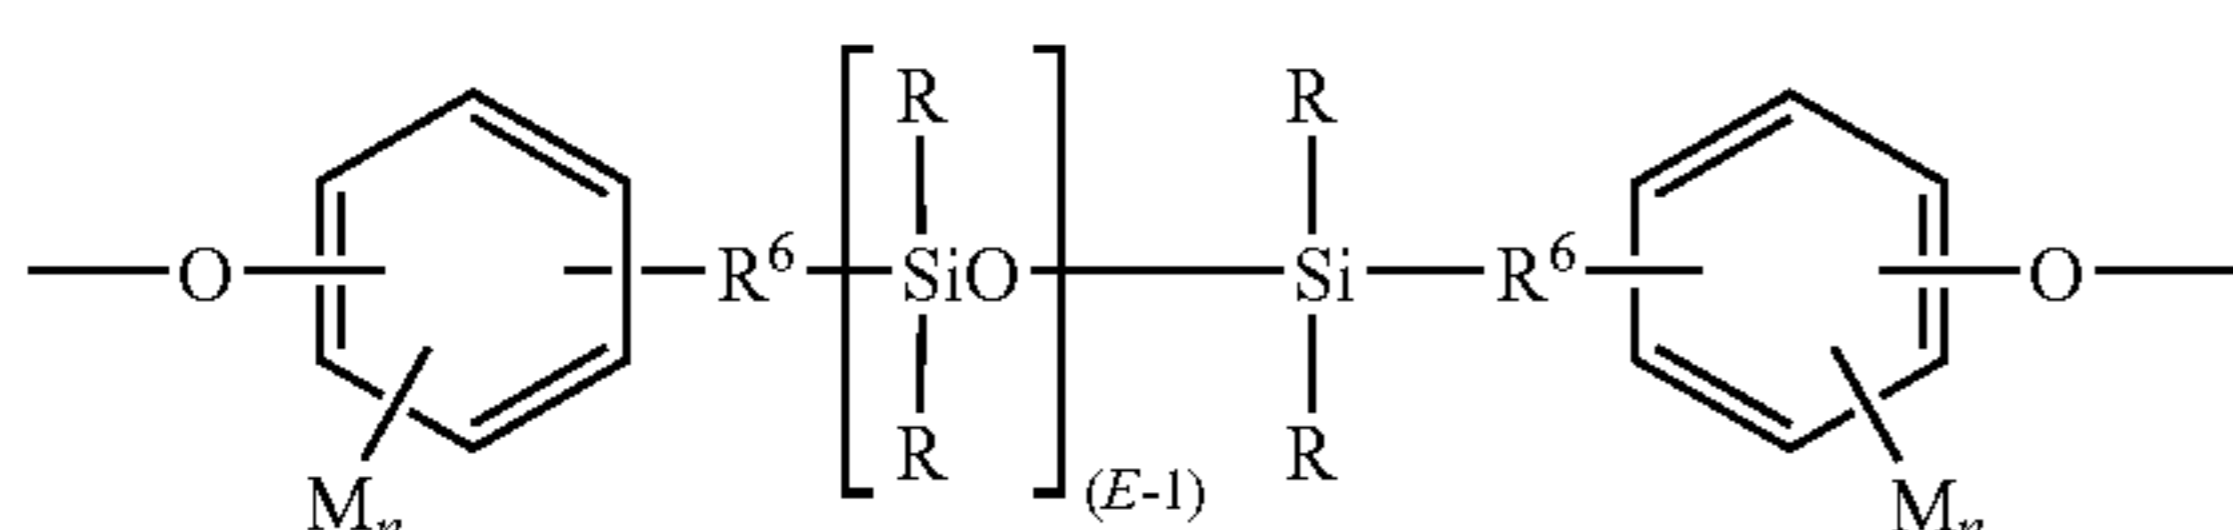 R R
O R⁶ SiO Si R⁶ O
R R
(E-1)
Mₙ Mₙ